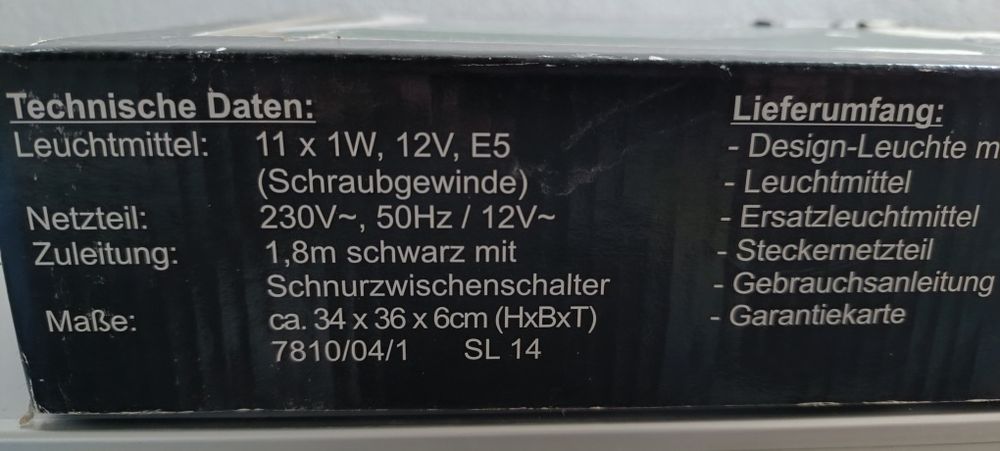 Technische Daten:
Leuchtmittel: 11 x 1W, 12V, E5
(Schraubgewinde)
Netzteil: 230V~, 50Hz / 12V~
Zuleitung: 1,8m schwarz mit
Schnurzwischenschalter
Maße: ca. 34 x 36 x 6cm (HxBxT)
7810/04/1 SL 14
Lieferumfang:
- Design-Leuchte
- Leuchtmittel
- Ersatzleuchtmittel
- Steckernetzteil
- Gebrauchsanleitung
- Garantiekarte